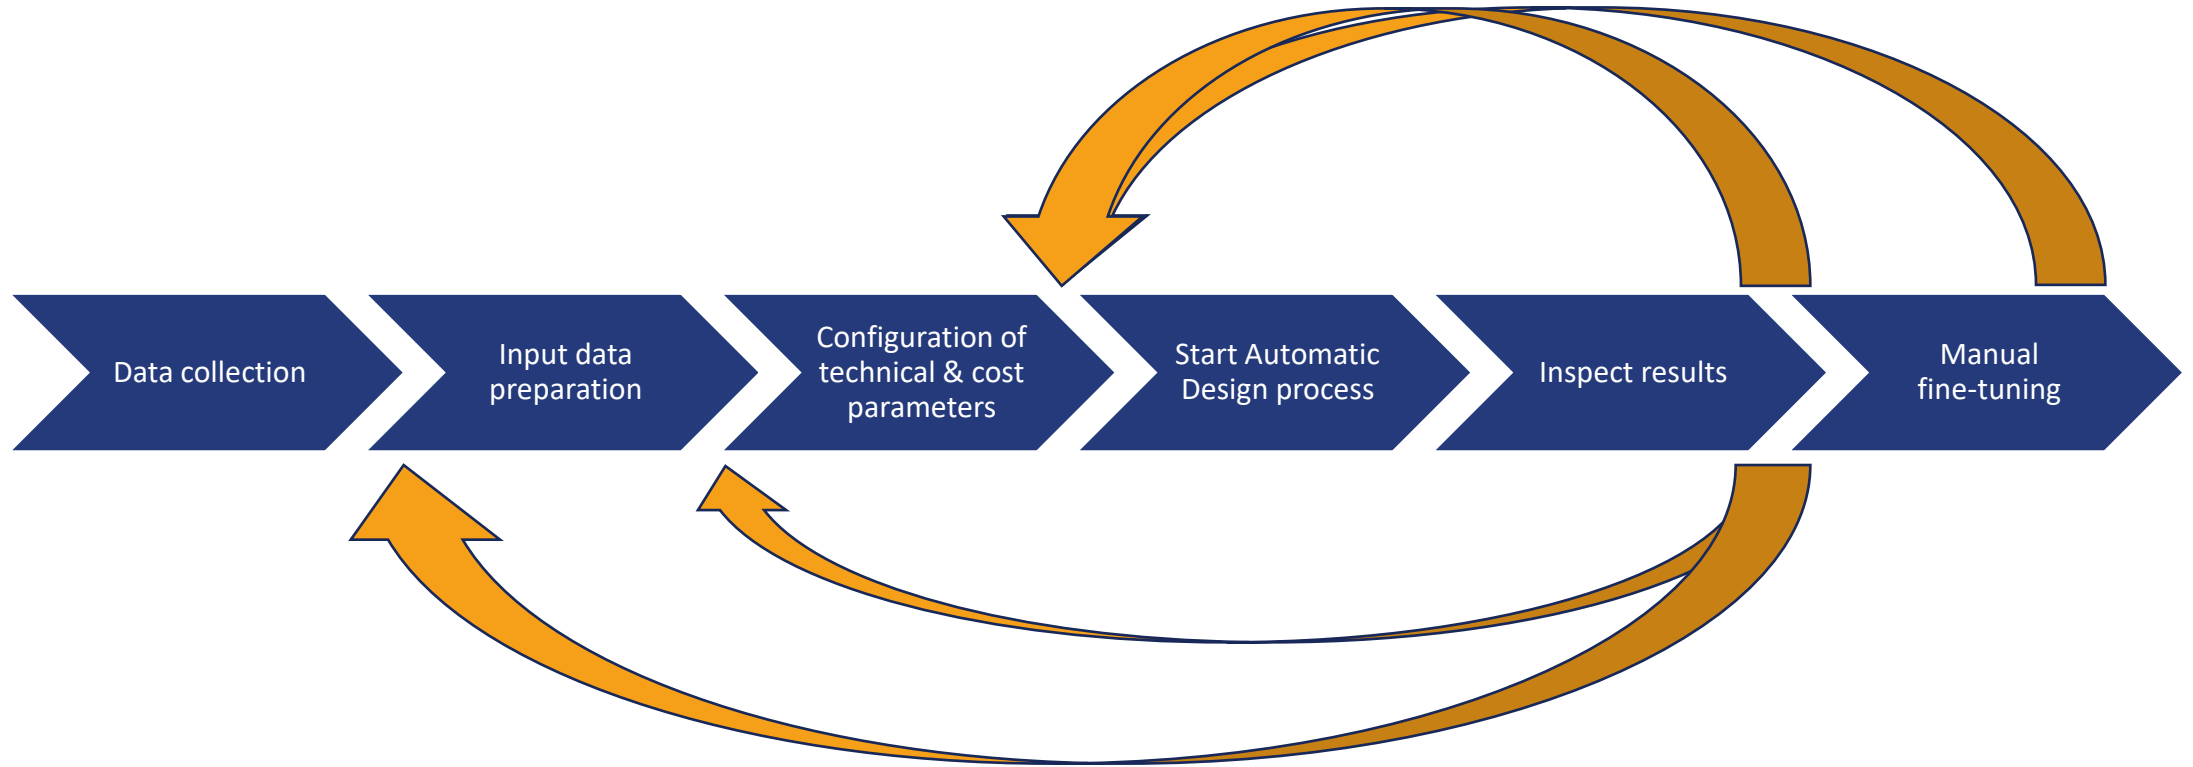 Data collection
Input data
preparation
Configuration of
technical & cost
parameters
Start Automatic
Design process
Inspect results
Manual
fine-tuning